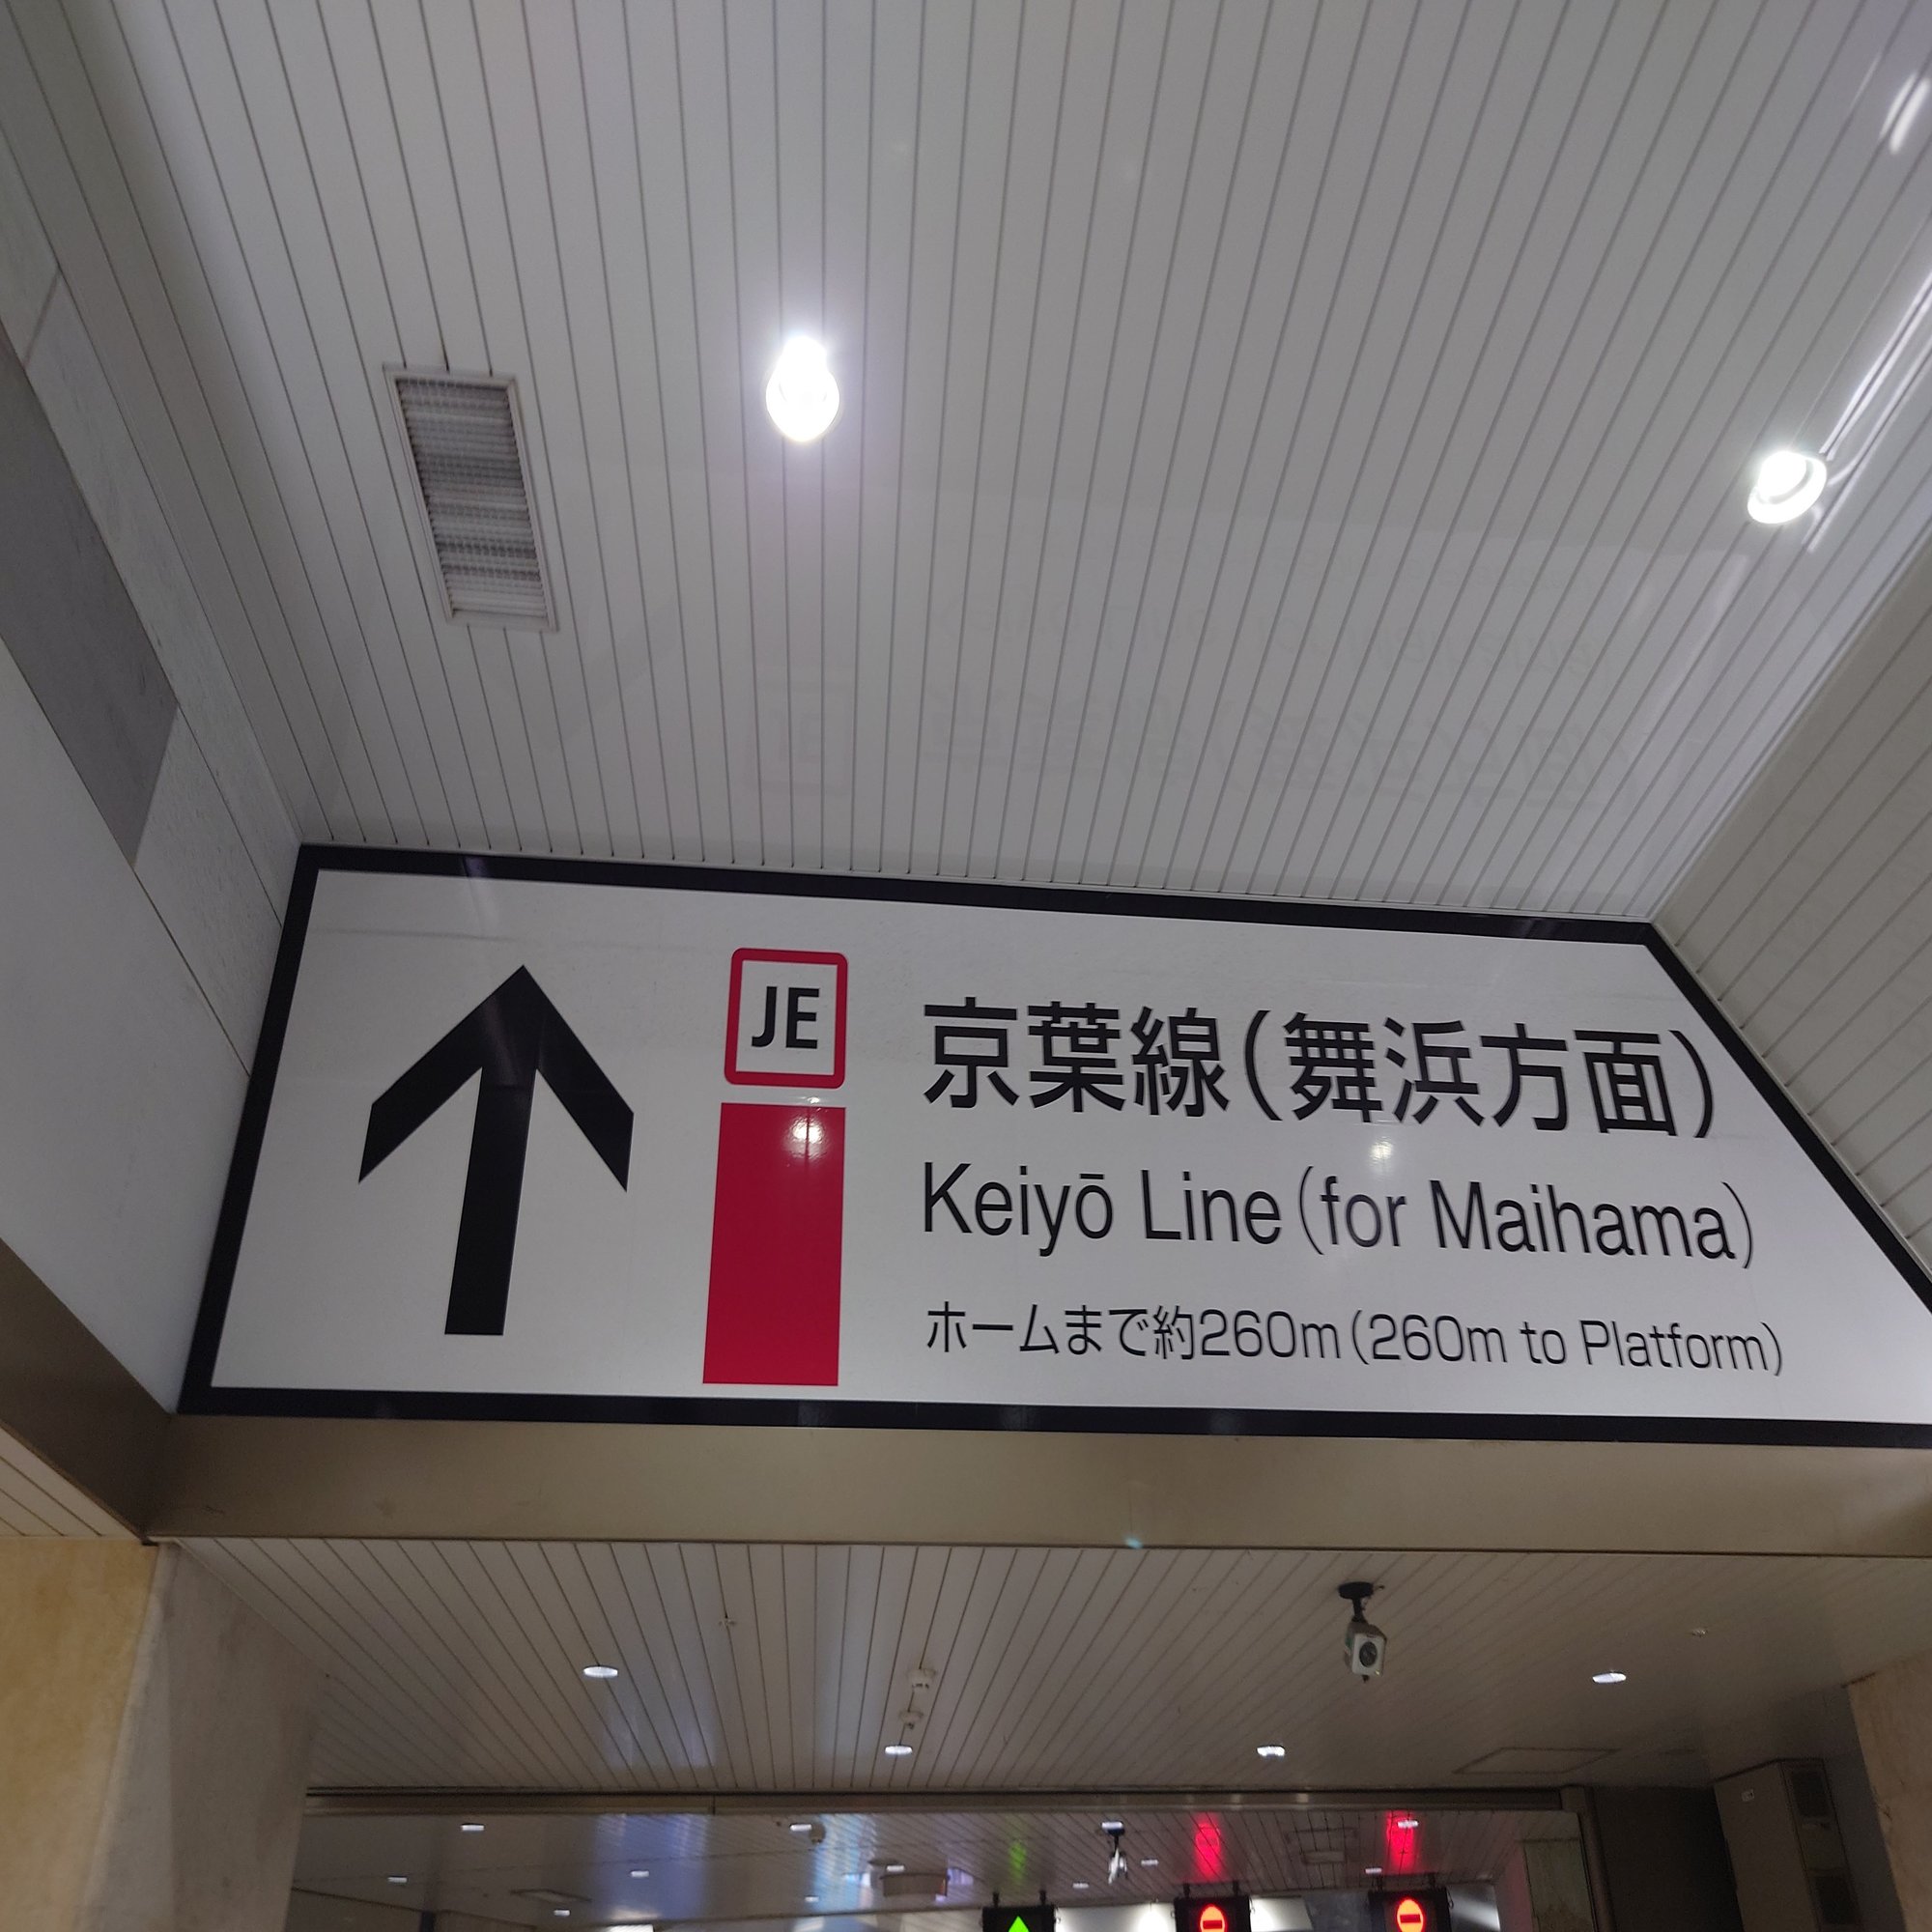 JE
京葉線(舞浜方面)
Keiyō Line (for Maihama)
ホームまで約260m(260m to Platform)